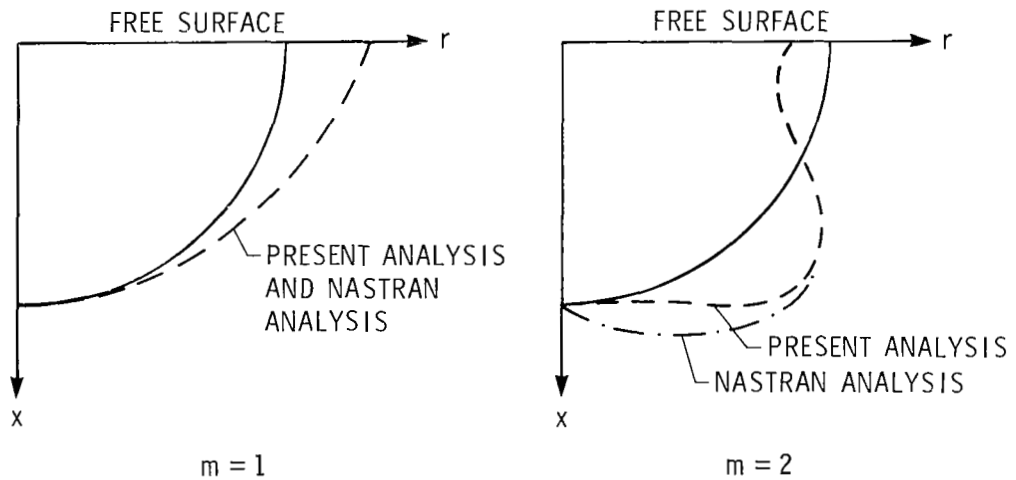 FREE SURFACE
r
PRESENT ANALYSIS
AND NASTRAN
ANALYSIS
x
m = 1
FREE SURFACE
r
PRESENT ANALYSIS
NASTRAN ANALYSIS
x
m = 2